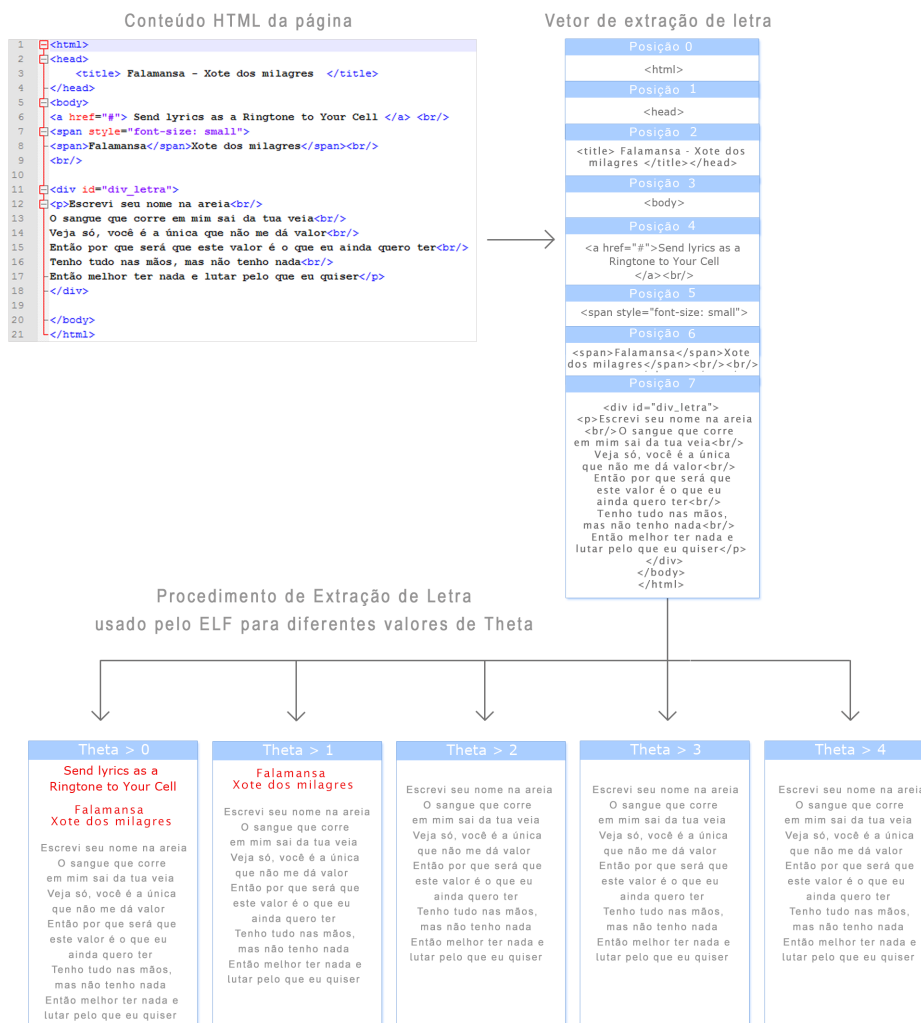 Conteúdo HTML da página
1 <html>
2 <head>
3 <title> Falamansa - Xote dos milagres </title>
4 </head>
5 <body>
6 <a href="#"> Send lyrics as a Ringtone to Your Cell </a> <br/>
7 <span style="font-size: small">
8 <span>Falamansa</span>Xote dos milagres</span><br/>
9 <br/>
10
11 <div id="div_letra">
12 <p>Escrevi seu nome na areia<br/>
13 O sangue que corre em mim sai da tua veia<br/>
14 Veja só, você é a única que não me dá valor<br/>
15 Então por que será que este valor é o que eu ainda quero ter<br/>
16 Tenho tudo nas mãos, mas não tenho nada<br/>
17 Então melhor ter nada e lutar pelo que eu quiser</p>
18 </div>
19
20 </body>
21 </html>
Vetor de extração de letra
Posição 0
<html>
Posição 1
<head>
Posição 2
<title> Falamansa - Xote dos
milagres </title></head>
Posição 3
<body>
Posição 4
<a href="#">Send lyrics as a
Ringtone to Your Cell
</a><br/>
Posição 5
<span style="font-size: small">
Posição 6
<span>Falamansa</span>Xote
dos milagres</span><br/><br/>
Posição 7
<div id="div_letra">
<p>Escrevi seu nome na areia
<br/>O sangue que corre
em mim sai da tua veia<br/>
Veja só, você é a única
que não me dá valor<br/>
Então por que será que
este valor é o que eu
ainda quero ter<br/>
Tenho tudo nas mãos,
mas não tenho nada<br/>
Então melhor ter nada e
lutar pelo que eu quiser</p>
</div>
</body>
</html>
Procedimento de Extração de Letra
usado pelo ELF para diferentes valores de Theta
Theta > 0
Send lyrics as a
Ringtone to Your Cell
Falamansa
Xote dos milagres
Escrevi seu nome na areia
O sangue que corre
em mim sai da tua veia
Veja só, você é a única
que não me dá valor
Então por que será que
este valor é o que eu
ainda quero ter
Tenho tudo nas mãos,
mas não tenho nada
Então melhor ter nada e
lutar pelo que eu quiser
Theta > 1
Falamansa
Xote dos milagres
Escrevi seu nome na areia
O sangue que corre
em mim sai da tua veia
Veja só, você é a única
que não me dá valor
Então por que será que
este valor é o que eu
ainda quero ter
Tenho tudo nas mãos,
mas não tenho nada
Então melhor ter nada e
lutar pelo que eu quiser
Theta > 2
Escrevi seu nome na areia
O sangue que corre
em mim sai da tua veia
Veja só, você é a única
que não me dá valor
Então por que será que
este valor é o que eu
ainda quero ter
Tenho tudo nas mãos,
mas não tenho nada
Então melhor ter nada e
lutar pelo que eu quiser
Theta > 3
Escrevi seu nome na areia
O sangue que corre
em mim sai da tua veia
Veja só, você é a única
que não me dá valor
Então por que será que
este valor é o que eu
ainda quero ter
Tenho tudo nas mãos,
mas não tenho nada
Então melhor ter nada e
lutar pelo que eu quiser
Theta > 4
Escrevi seu nome na areia
O sangue que corre
em mim sai da tua veia
Veja só, você é a única
que não me dá valor
Então por que será que
este valor é o que eu
ainda quero ter
Tenho tudo nas mãos,
mas não tenho nada
Então melhor ter nada e
lutar pelo que eu quiser